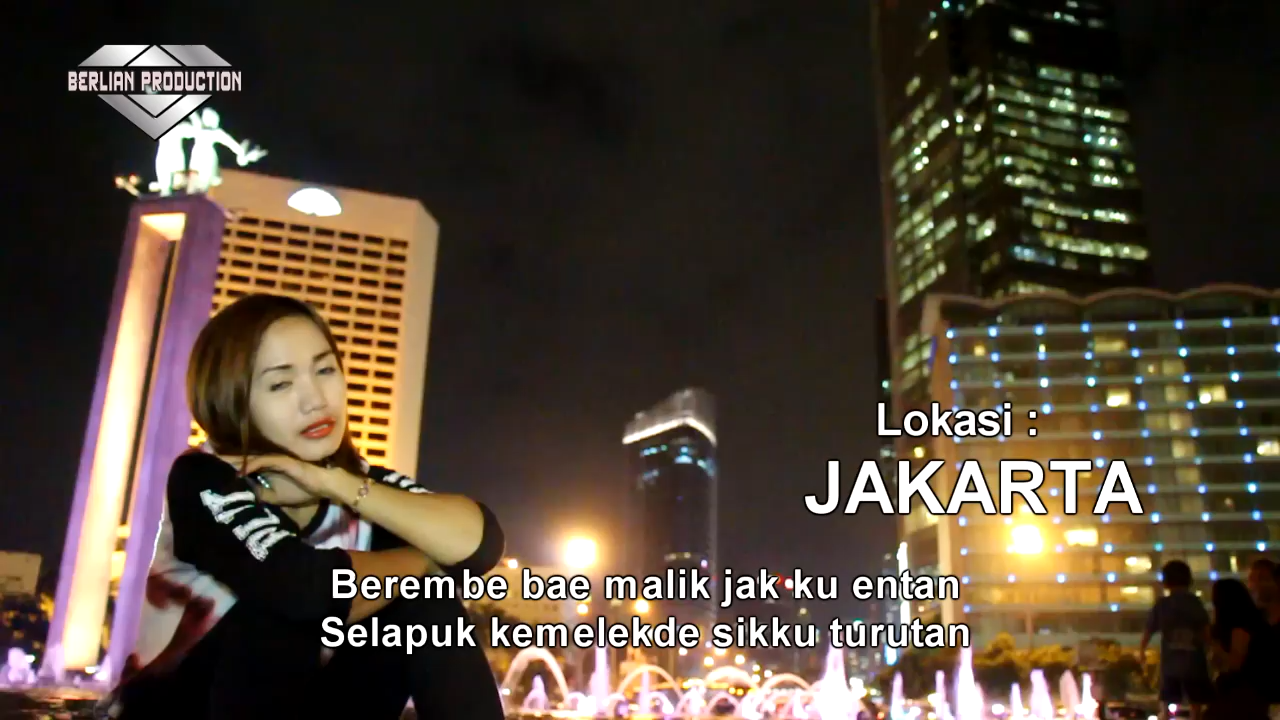 BERLIAN PRODUCTION
Lokasi :
JAKARTA
Berembe bae malik jak ku entan
Selapuk kemelekde sikku turutan